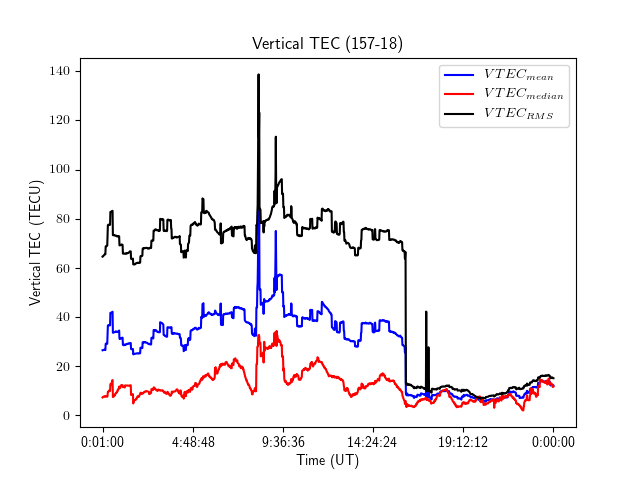 Vertical TEC (157-18)
VTEC_mean
VTEC_median
VTEC_RMS
140
120
100
80
60
40
20
0
Vertical TEC (TECU)
0:01:00 4:48:48 9:36:36 14:24:24 19:12:12 0:00:00
Time (UT)